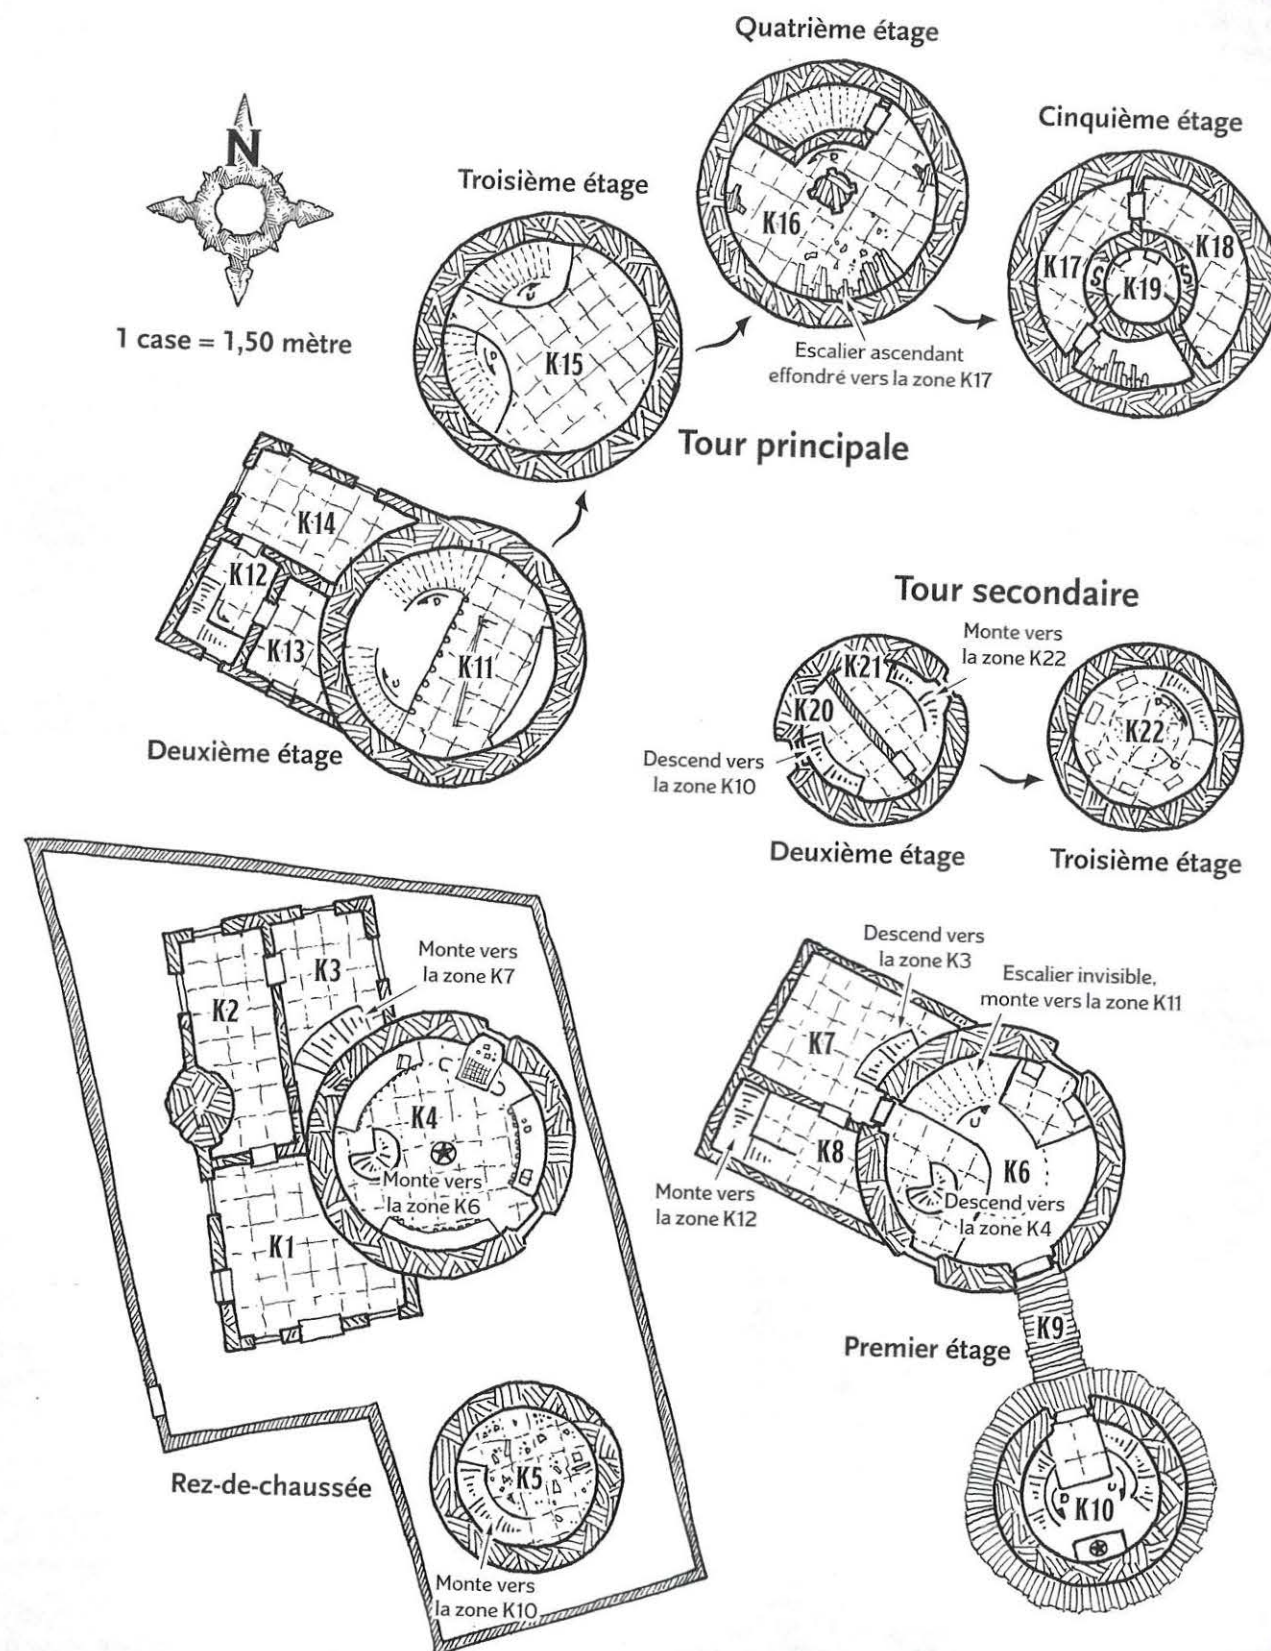 Quatrième étage
Cinquième étage
N
Troisième étage
K16
D
K17
S
K19
S
K18
1 case = 1,50 mètre
U
D
K15
Escalier ascendant
effondré vers la zone K17
Tour principale
K14
K12
K13
D
U
K11
Deuxième étage
Tour secondaire
Monte vers
la zone K22
K21
K20
K22
D
Descend vers
la zone K10
Deuxième étage
Troisième étage
K2
K3
Monte vers
la zone K7
K4
Monte vers
la zone K6
K1
K5
Rez-de-chaussée
Monte vers
la zone K10
Descend vers
la zone K3
Escalier invisible,
monte vers la zone K11
K7
U
K8
K6
Descend vers
la zone K4
Monte vers
la zone K12
K9
Premier étage
D
U
K10